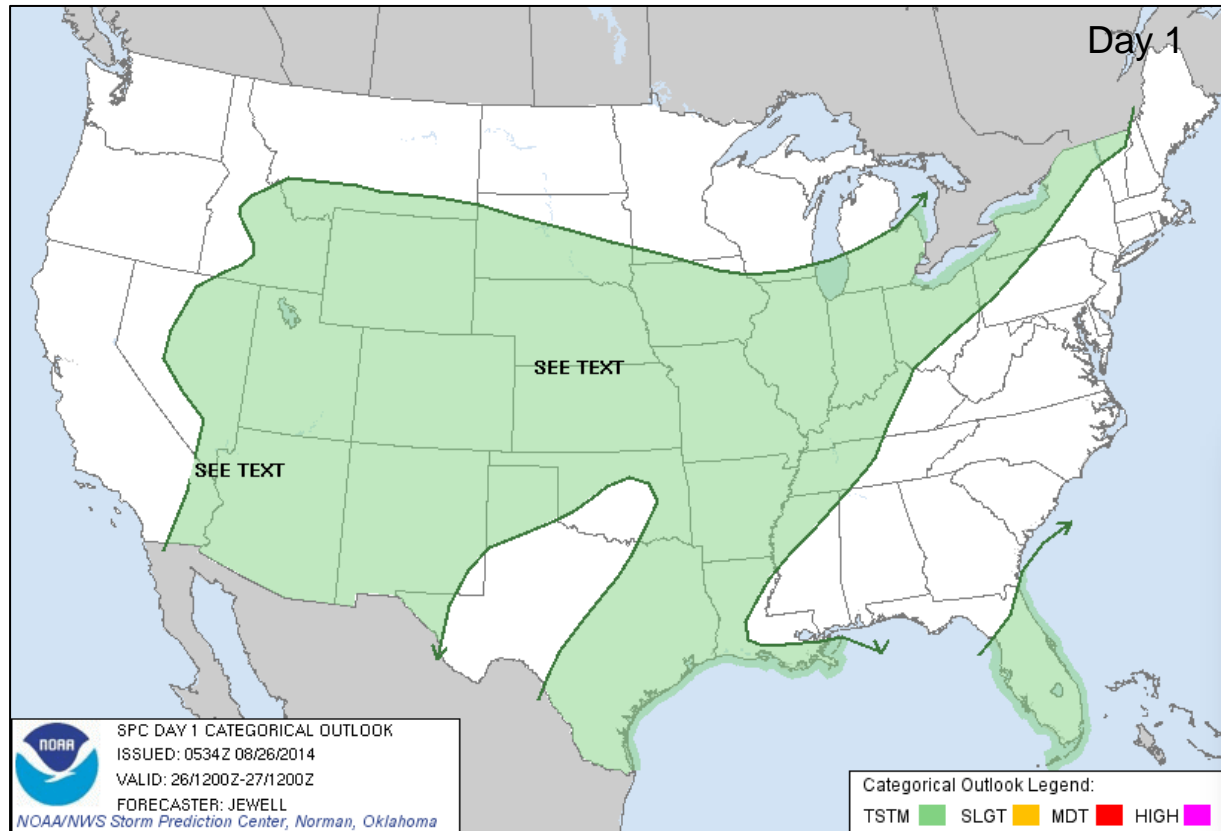 Day 1
SEE TEXT
SEE TEXT
NOAA
SPC DAY 1 CATEGORICAL OUTLOOK
ISSUED: 0534Z 08/26/2014
VALID: 26/1200Z-27/1200Z
FORECASTER: JEWELL
NOAA/NWS Storm Prediction Center, Norman, Oklahoma
Categorical Outlook Legend:
TSTM SLGT MDT HIGH